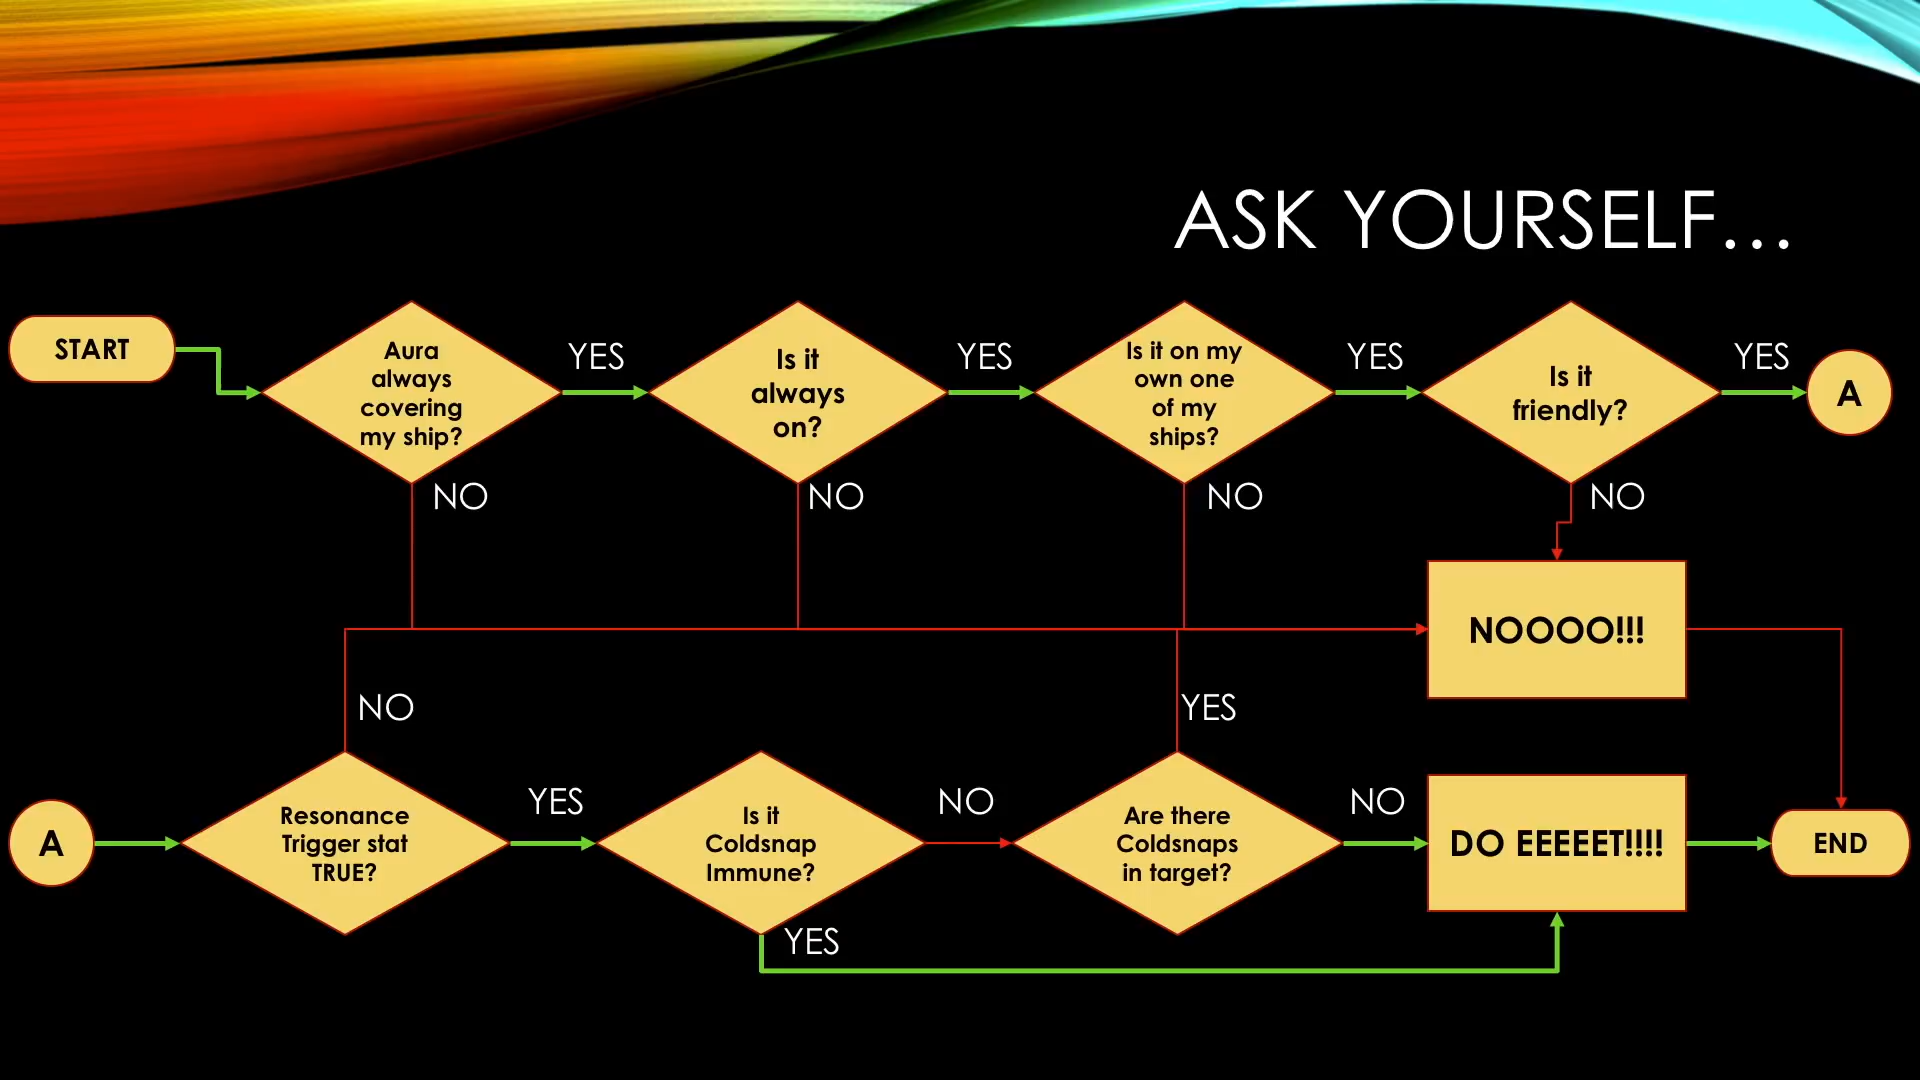 ASK YOURSELF...
START
Aura
always
covering
my ship?
YES
Is it
always
on?
YES
Is it on my
own one
of my
ships?
YES
Is it
friendly?
YES
A
NO
NO
NO
NO
NOOOO!!!
NO
YES
A
Resonance
Trigger stat
TRUE?
YES
Is it
Coldsnap
Immune?
NO
Are there
Coldsnaps
in target?
NO
DO EEEEET!!!!
END
YES